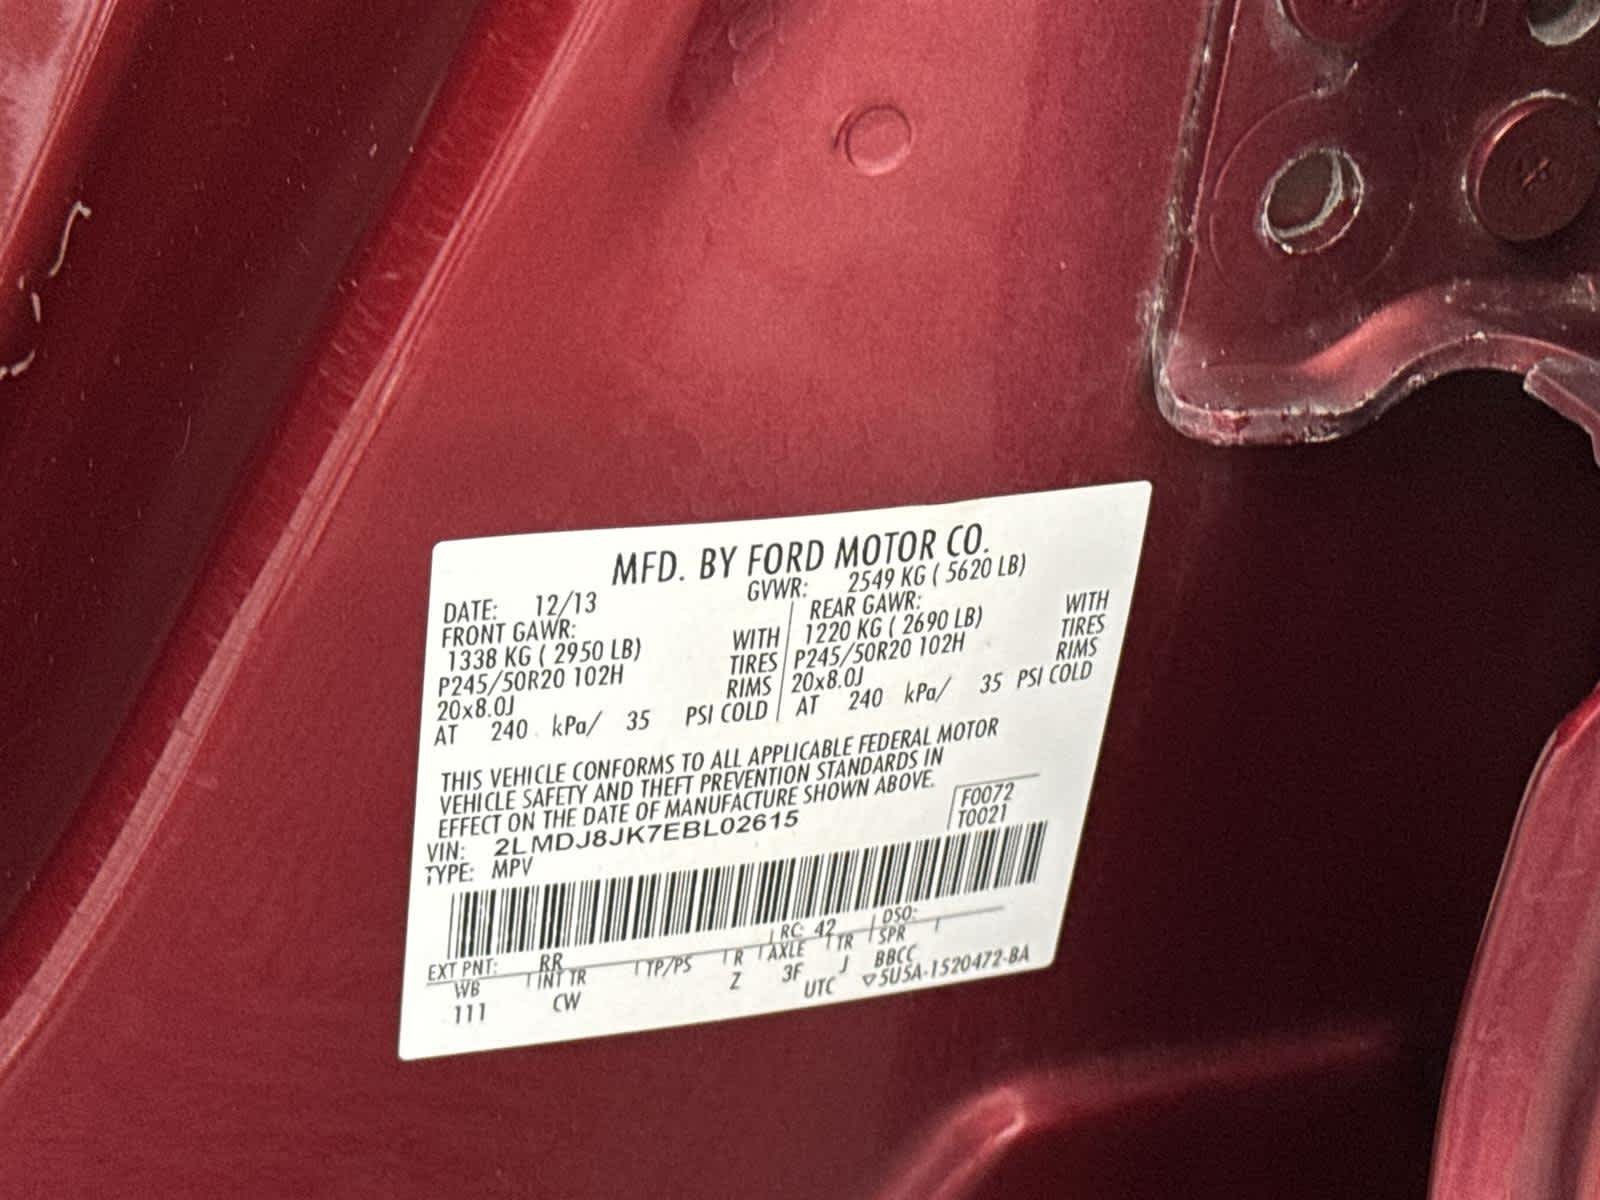 MFD. BY FORD MOTOR CO.
DATE: 12/13 GVWR: 2549 KG ( 5620 LB)
FRONT GAWR: REAR GAWR:
1338 KG ( 2950 LB) WITH 1220 KG ( 2690 LB) WITH
P245/50R20 102H TIRES P245/50R20 102H TIRES
20x8.0J RIMS 20x8.0J RIMS
AT 240 kPa/ 35 PSI COLD AT 240 kPa/ 35 PSI COLD
THIS VEHICLE CONFORMS TO ALL APPLICABLE FEDERAL MOTOR
VEHICLE SAFETY AND THEFT PREVENTION STANDARDS IN
EFFECT ON THE DATE OF MANUFACTURE SHOWN ABOVE.
F0072
T0021
VIN: 2LMDJ8JK7EBL02615
TYPE: MPV
EXT PNT: RR RC: 42 DSO:
WB INT TR TP/PS R AXLE TR SPR
111 CW Z 3F J BBCC
UTC ▽5U5A-1520472-BA